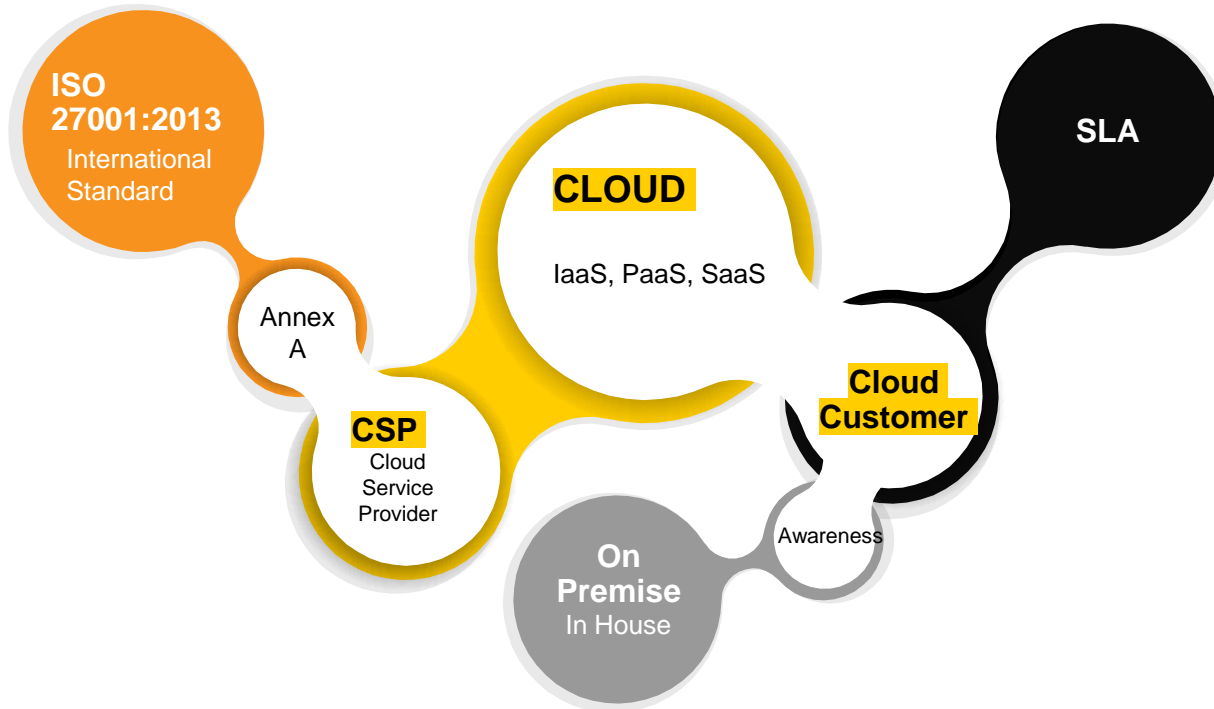 ISO
27001:2013
International
Standard
Annex
A
CSP
Cloud
Service
Provider
CLOUD
IaaS, PaaS, SaaS
SLA
Cloud
Customer
Awareness
On
Premise
In House